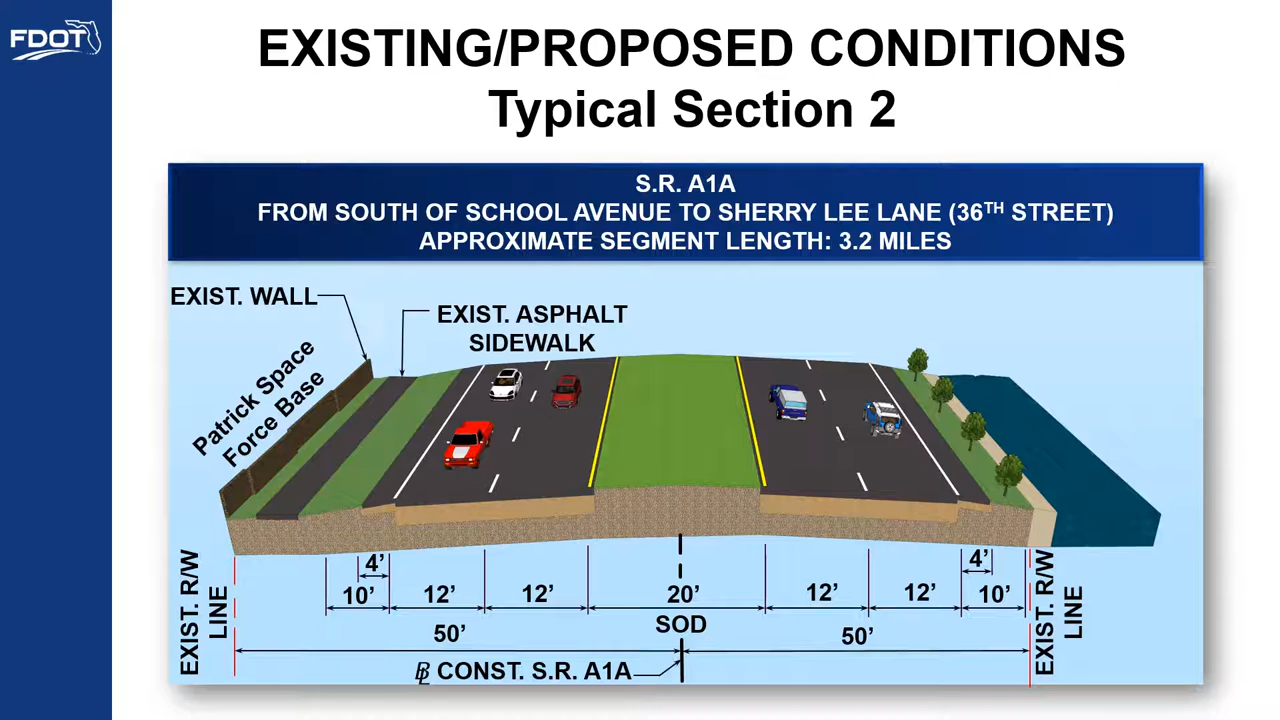 FDOT
EXISTING/PROPOSED CONDITIONS
Typical Section 2
S.R. A1A
FROM SOUTH OF SCHOOL AVENUE TO SHERRY LEE LANE (36TH STREET)
APPROXIMATE SEGMENT LENGTH: 3.2 MILES
EXIST. WALL
EXIST. ASPHALT
SIDEWALK
Patrick Space
Force Base
EXIST. R/W
LINE
4’
10’
12’
12’
20’
SOD
12’
12’
4’
10’
EXIST. R/W
LINE
50’
50’
BL CONST. S.R. A1A